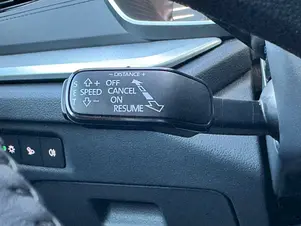 - DISTANCE +
+ OFF
SPEED CANCEL
- ON
RESUME